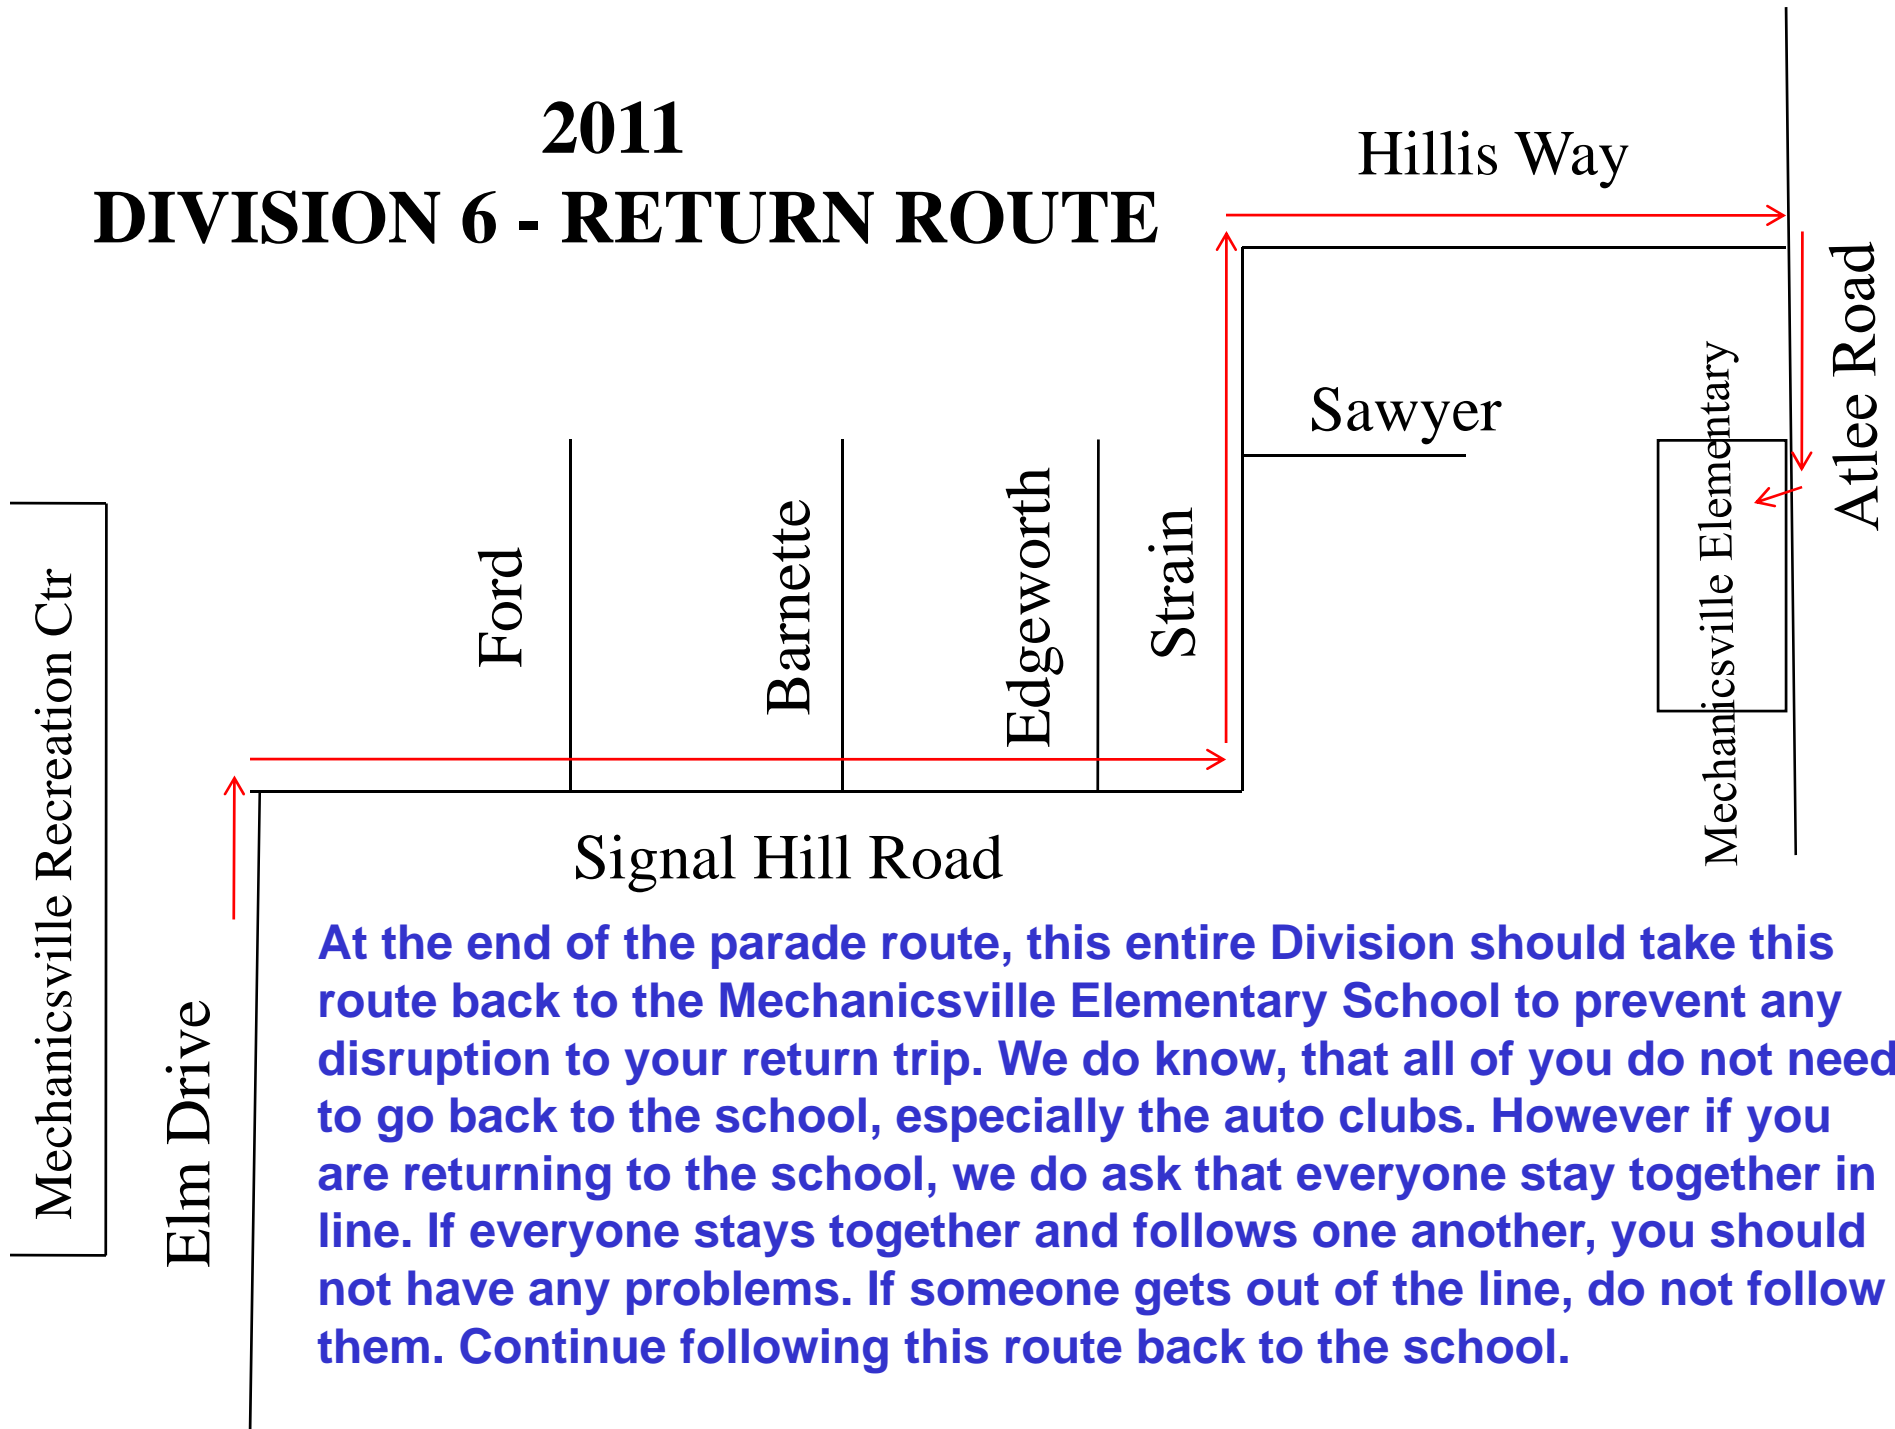 2011
DIVISION 6 - RETURN ROUTE
Hillis Way
Atlee Road
Sawyer
Mechanicsville Elementary
Ford
Barnette
Edgeworth
Strain
Mechanicsville Recreation Ctr
Signal Hill Road
Elm Drive
At the end of the parade route, this entire Division should take this
route back to the Mechanicsville Elementary School to prevent any
disruption to your return trip. We do know, that all of you do not need
to go back to the school, especially the auto clubs. However if you
are returning to the school, we do ask that everyone stay together in
line. If everyone stays together and follows one another, you should
not have any problems. If someone gets out of the line, do not follow
them. Continue following this route back to the school.